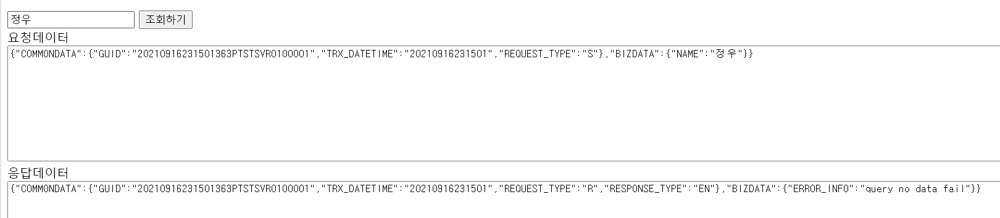 정우 조회하기
요청데이터
{"COMMONDATA":{"GUID":"20210916231501363PTSTSVR0100001","TRX_DATETIME":"20210916231501","REQUEST_TYPE":"S"},"BIZDATA":{"NAME":"정우"}}
응답데이터
{"COMMONDATA":{"GUID":"20210916231501363PTSTSVR0100001","TRX_DATETIME":"20210916231501","REQUEST_TYPE":"R","RESPONSE_TYPE":"EN"},"BIZDATA":{"ERROR_INFO":"query no data fail"}}